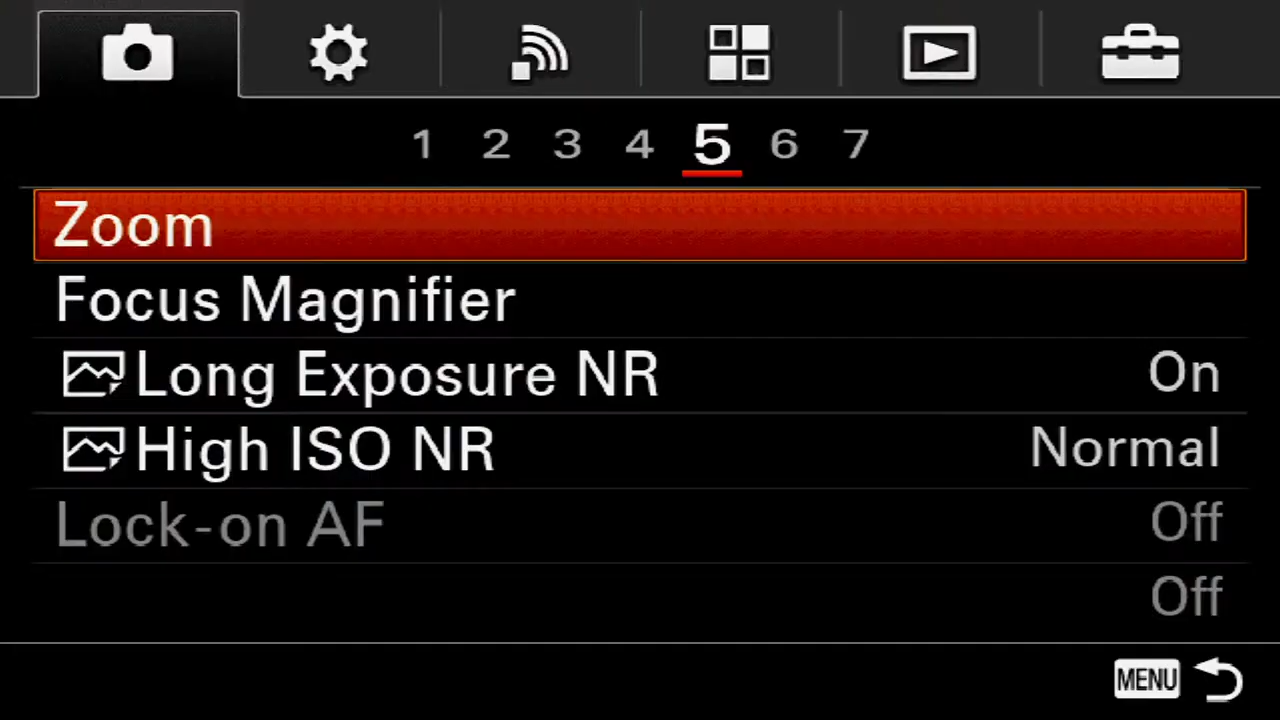 1 2 3 4 5 6 7
Zoom
Focus Magnifier
Long Exposure NR On
High ISO NR Normal
Lock-on AF Off
Off
MENU